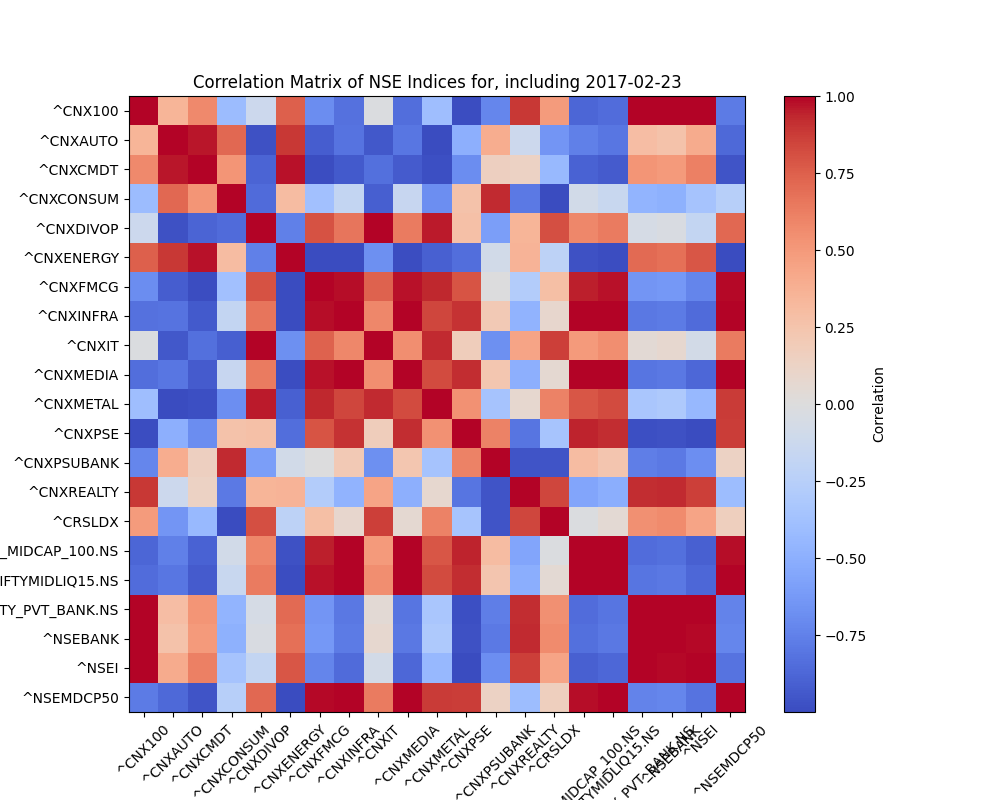 Correlation Matrix of NSE Indices for, including 2017-02-23
^CNX100
^CNXAUTO
^CNXCMDT
^CNXCONSUM
^CNXDIVOP
^CNXENERGY
^CNXFMCG
^CNXINFRA
^CNXIT
^CNXMEDIA
^CNXMETAL
^CNXPSE
^CNXPSUBANK
^CNXREALTY
^CRSLDX
_MIDCAP_100.NS
IFTYMIDLIQ15.NS
TY_PVT_BANK.NS
^NSEBANK
^NSEI
^NSEMDCP50
^CNX100
^CNXAUTO
^CNXCMDT
^CNXCONSUM
^CNXDIVOP
^CNXENERGY
^CNXFMCG
^CNXINFRA
^CNXIT
^CNXMEDIA
^CNXMETAL
^CNXPSE
^CNXPSUBANK
^CNXREALTY
^CRSLDX
MIDCAP_100.NS
TYMIDLIQ15.NS
_PVT_BANK.NS
^NSEBANK
^NSEI
^NSEMDCP50
1.00
0.75
0.50
0.25
0.00
−0.25
−0.50
−0.75
Correlation